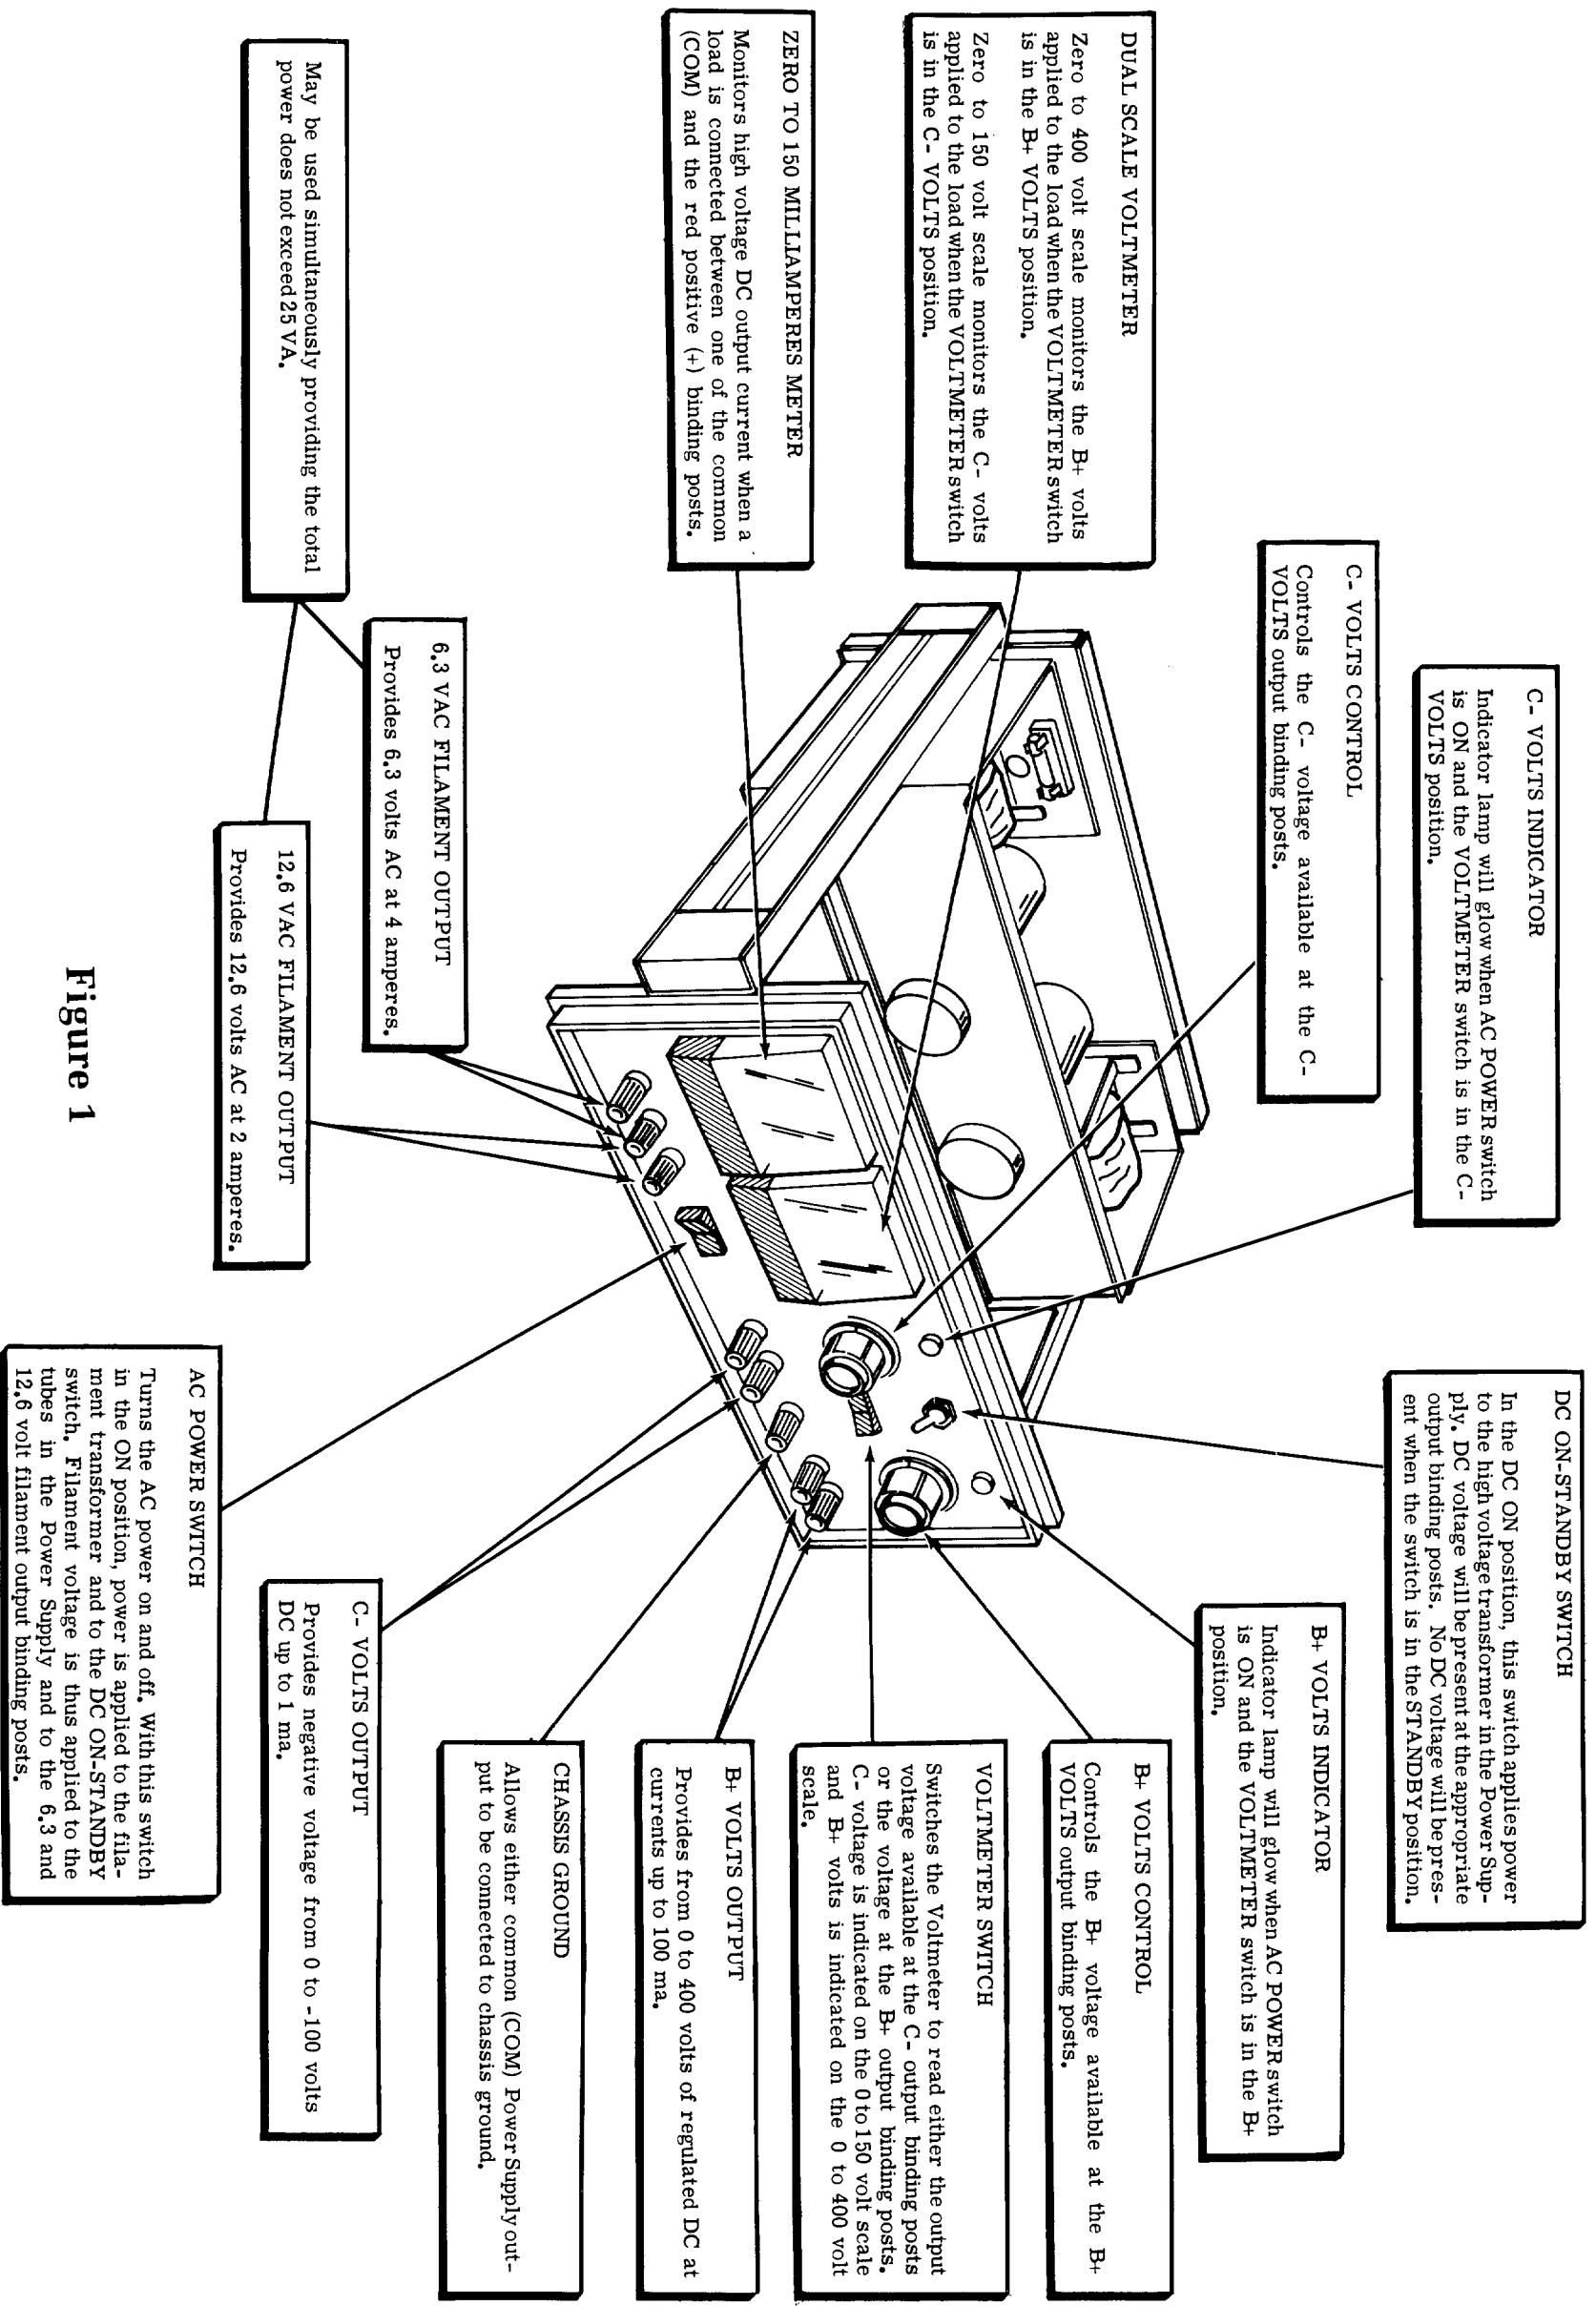 C- VOLTS INDICATOR
Indicator lamp will glow when AC POWER switch
is ON and the VOLTMETER switch is in the C-
VOLTS position.
C- VOLTS CONTROL
Controls the C- voltage available at the C-
VOLTS output binding posts.
DUAL SCALE VOLTMETER
Zero to 400 volt scale monitors the B+ volts
applied to the load when the VOLTMETER switch
is in the B+ VOLTS position.
Zero to 150 volt scale monitors the C- volts
applied to the load when the VOLTMETER switch
is in the C- VOLTS position.
ZERO TO 150 MILLIAMPERES METER
Monitors high voltage DC output current when a
load is connected between one of the common
(COM) and the red positive (+) binding posts.
May be used simultaneously providing the total
power does not exceed 25 VA.
6.3 VAC FILAMENT OUTPUT
Provides 6.3 volts AC at 4 amperes.
12.6 VAC FILAMENT OUTPUT
Provides 12.6 volts AC at 2 amperes.
DC ON-STANDBY SWITCH
In the DC ON position, this switch applies power
to the high voltage transformer in the Power Sup-
ply. DC voltage will be present at the appropriate
output binding posts. No DC voltage will be pres-
ent when the switch is in the STANDBY position.
B+ VOLTS INDICATOR
Indicator lamp will glow when AC POWER switch
is ON and the VOLTMETER switch is in the B+
position.
B+ VOLTS CONTROL
Controls the B+ voltage available at the B+
VOLTS output binding posts.
VOLTMETER SWITCH
Switches the Voltmeter to read either the output
voltage available at the C- output binding posts
or the voltage at the B+ output binding posts.
C- voltage is indicated on the 0 to 150 volt scale
and B+ volts is indicated on the 0 to 400 volt
scale.
B+ VOLTS OUTPUT
Provides from 0 to 400 volts of regulated DC at
currents up to 100 ma.
CHASSIS GROUND
Allows either common (COM) Power Supply out-
put to be connected to chassis ground.
C- VOLTS OUTPUT
Provides negative voltage from 0 to -100 volts
DC up to 1 ma.
AC POWER SWITCH
Turns the AC power on and off. With this switch
in the ON position, power is applied to the fila-
ment transformer and to the DC ON-STANDBY
switch. Filament voltage is thus applied to the
tubes in the Power Supply and to the 6.3 and
12.6 volt filament output binding posts.
Figure 1